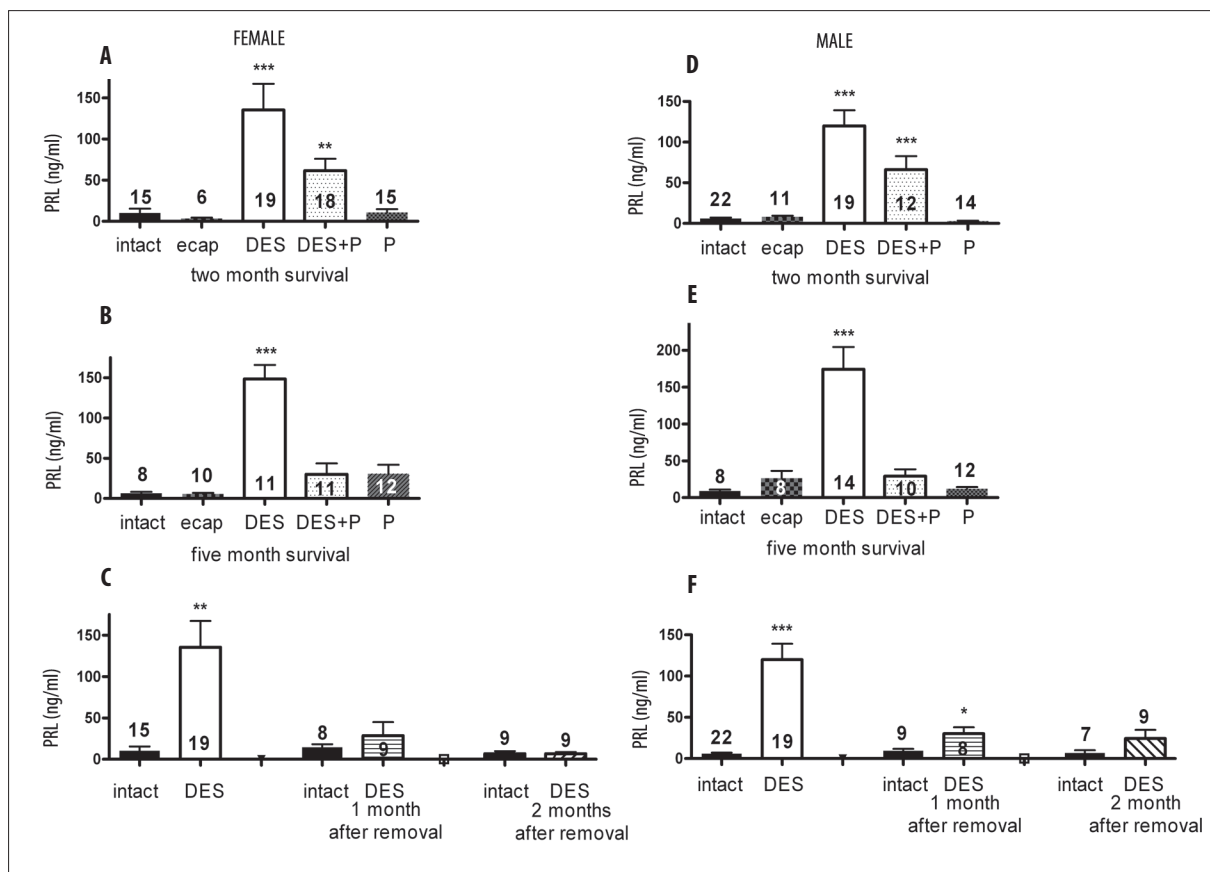 FEMALE
A
***
**
150
100
50
0
PRL (ng/ml)
15 6 19 18 15
intact ecap DES DES+P P
two month survival
B
***
150
100
50
0
PRL (ng/ml)
8 10 11 11 12
intact ecap DES DES+P P
five month survival
C
**
150
100
50
0
PRL (ng/ml)
15 19 8 9 9 9
intact DES intact DES intact DES
1 month 2 months
after removal after removal
MALE
D
***
***
150
100
50
0
PRL (ng/ml)
22 11 19 12 14
intact ecap DES DES+P P
two month survival
E
***
200
150
100
50
0
PRL (ng/ml)
8 8 14 10 12
intact ecap DES DES+P P
five month survival
F
***
*
150
100
50
0
PRL (ng/ml)
22 19 9 8 7 9
intact DES intact DES intact DES
1 month 2 month
after removal after removal